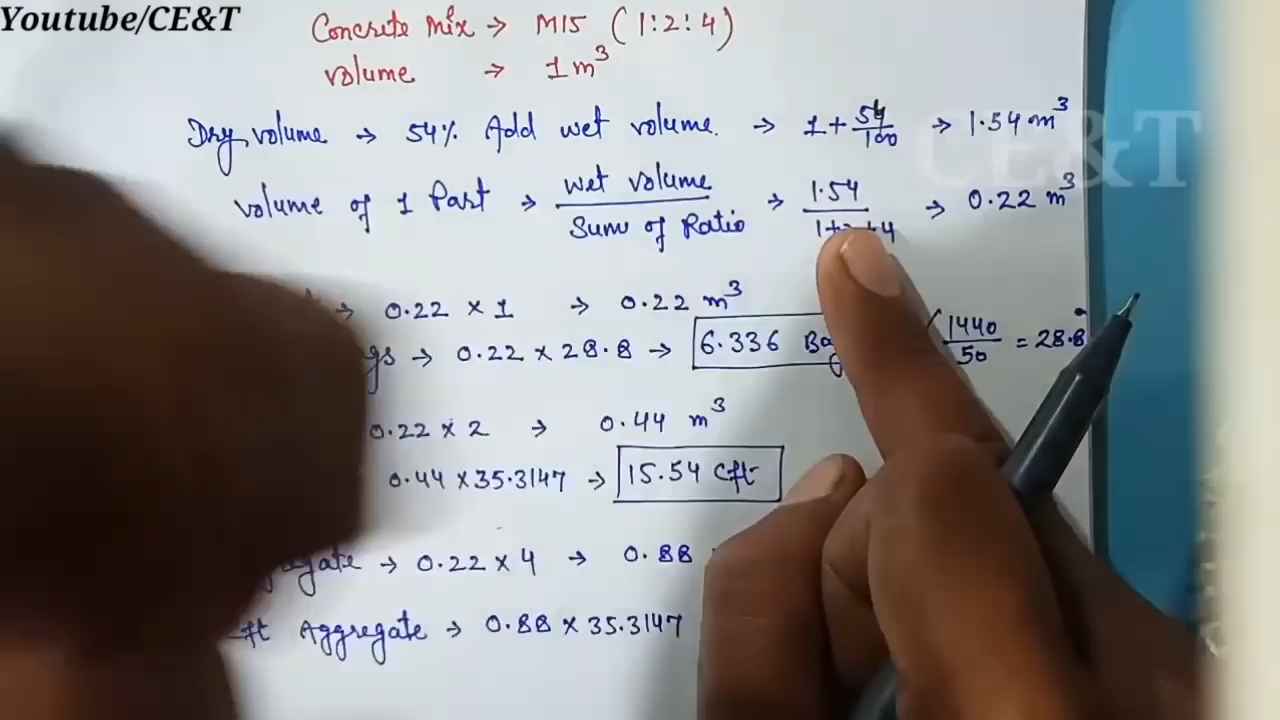 Youtube/CE&T
Concrete Mix → M15 (1:2:4)
Volume → 1 m³
CE&T
Dry volume → 54% Add wet volume. → 1 + 54/100 → 1.54 m³
Volume of 1 Part → Wet volume / Sum of Ratio → 1.54 / 1+2+4 → 0.22 m³
→ 0.22 × 1 → 0.22 m³
→ 0.22 × 28.8 → 6.336 1440/50 = 28.8
0.22 × 2 → 0.44 m³
0.44 × 35.3147 → 15.54 Cft
→ 0.22 × 4 → 0.88
Aggregate → 0.88 × 35.3147